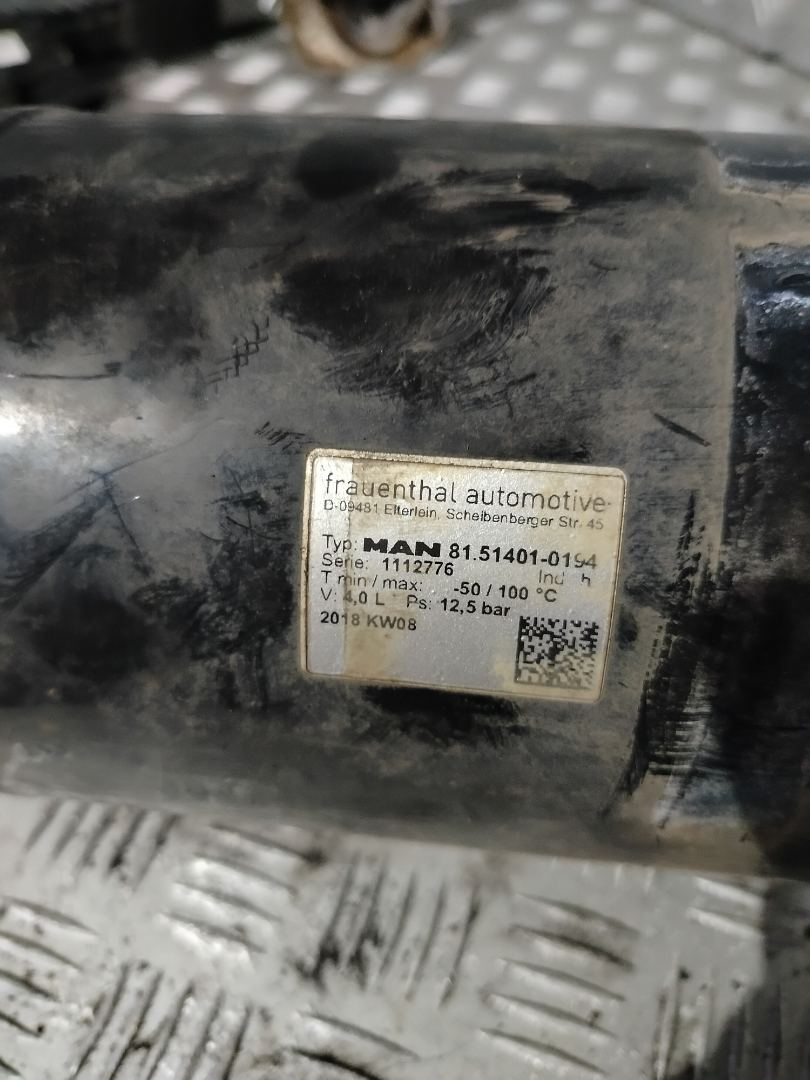 frauenthal automotive
D-09481 Elterlein, Scheibenberger Str. 45
Typ: MAN 81.51401-0194
Serie: 1112776 Ind h
T min / max: -50 / 100 °C
V: 4,0 L Ps: 12,5 bar
2018 KW08